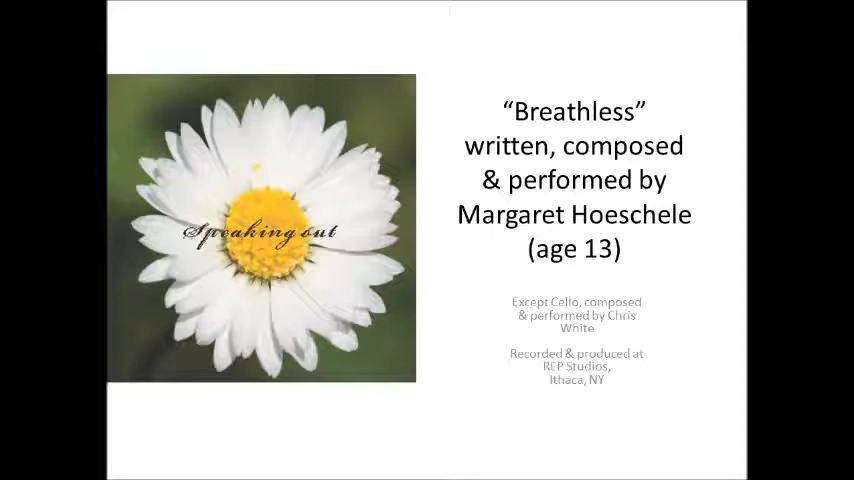 Speaking out
“Breathless”
written, composed
& performed by
Margaret Hoeschele
(age 13)
Except Cello, composed
& performed by Chris
White
Recorded & produced at
REP Studios,
Ithaca, NY